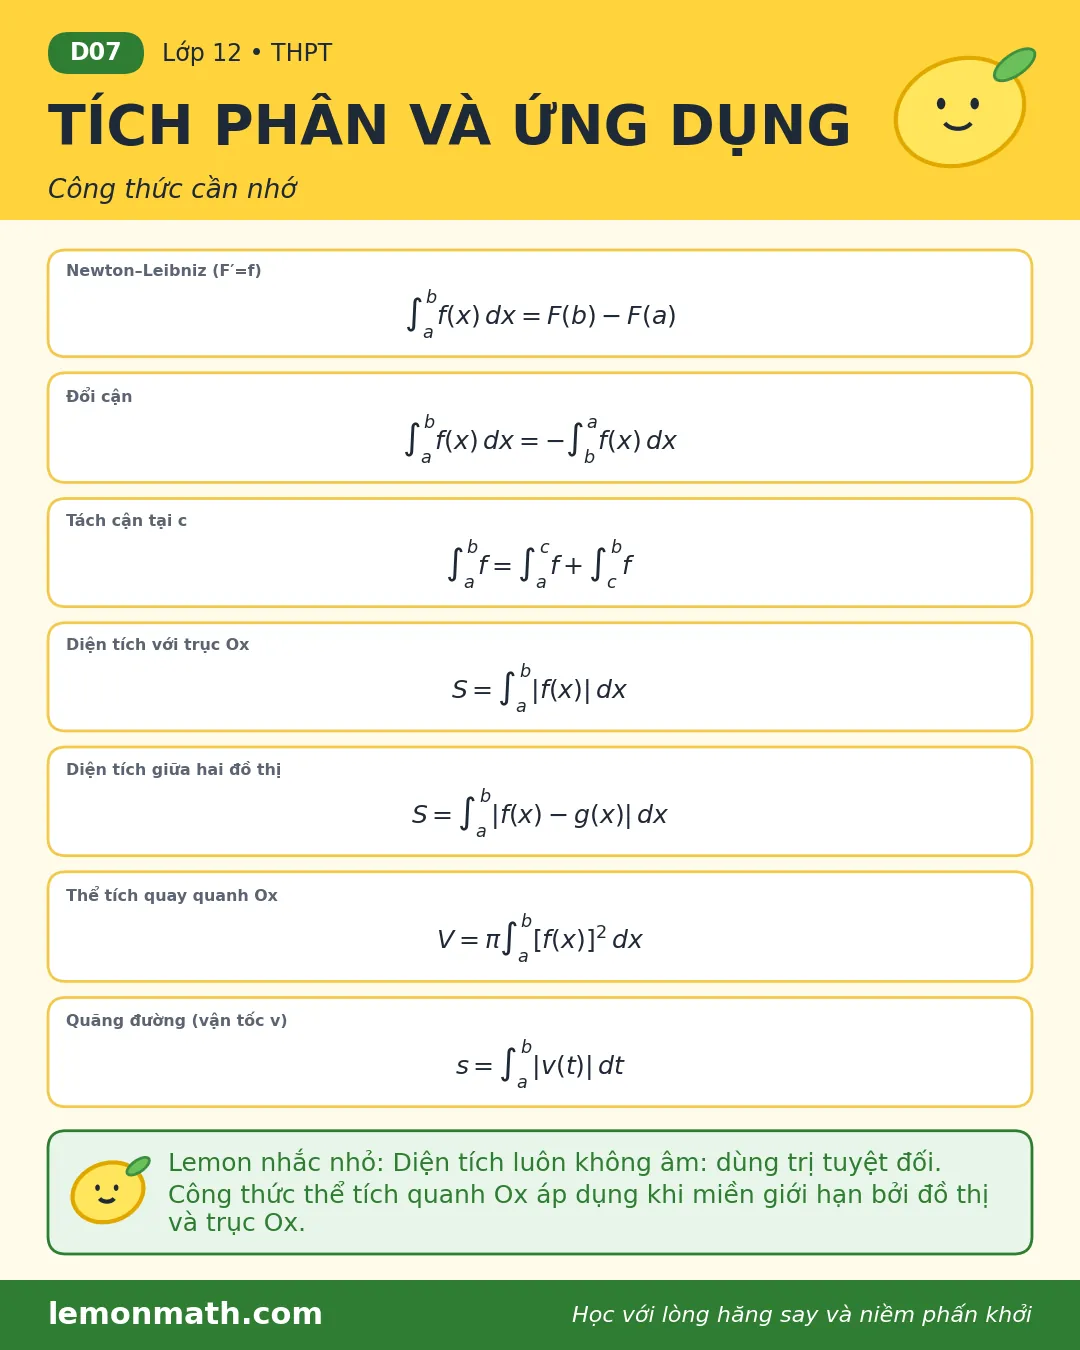 D07 Lớp 12 • THPT
TÍCH PHÂN VÀ ỨNG DỤNG
Công thức cần nhớ
Newton–Leibniz (F′=f)
∫_a^b f(x) dx = F(b) − F(a)
Đổi cận
∫_a^b f(x) dx = −∫_b^a f(x) dx
Tách cận tại c
∫_a^b f = ∫_a^c f + ∫_c^b f
Diện tích với trục Ox
S = ∫_a^b |f(x)| dx
Diện tích giữa hai đồ thị
S = ∫_a^b |f(x) − g(x)| dx
Thể tích quay quanh Ox
V = π∫_a^b [f(x)]² dx
Quãng đường (vận tốc v)
s = ∫_a^b |v(t)| dt
Lemon nhắc nhỏ: Diện tích luôn không âm: dùng trị tuyệt đối.
Công thức thể tích quanh Ox áp dụng khi miền giới hạn bởi đồ thị
và trục Ox.
lemonmath.com
Học với lòng hăng say và niềm phấn khởi